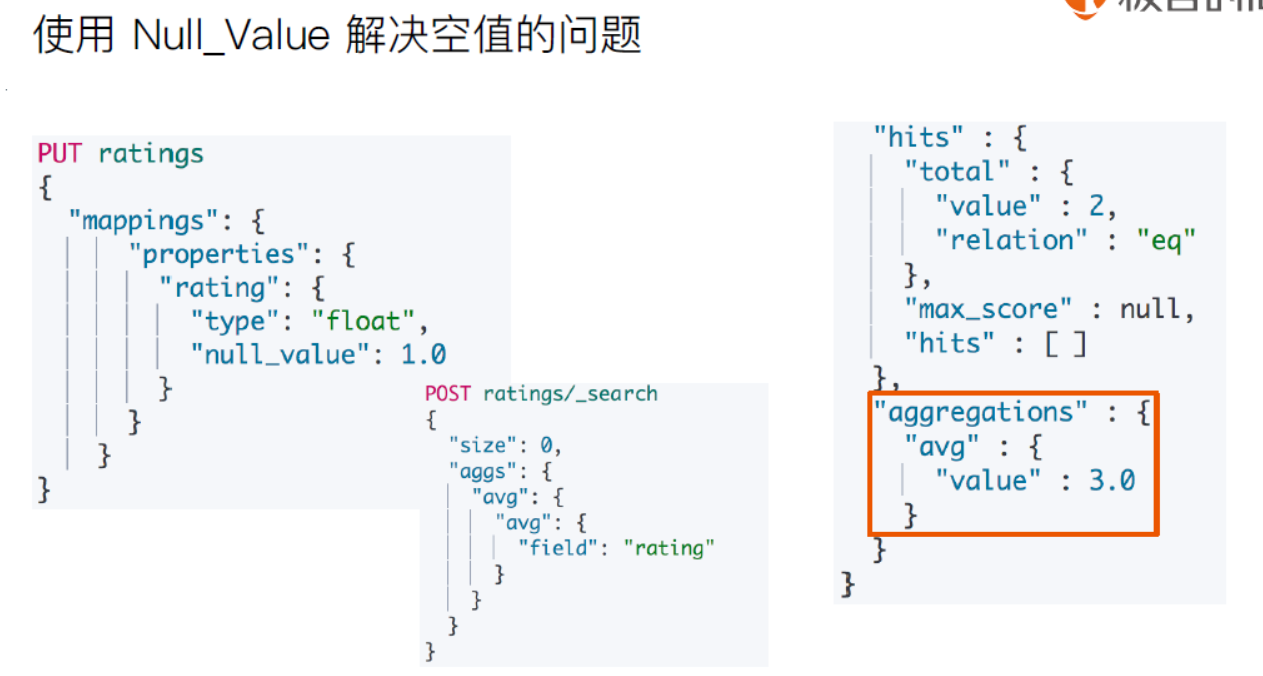 使用 Null_Value 解决空值的问题
PUT ratings
{
"mappings": {
"properties": {
"rating": {
"type": "float",
"null_value": 1.0
}
}
}
}
POST ratings/_search
{
"size": 0,
"aggs": {
"avg": {
"avg": {
"field": "rating"
}
}
}
}
"hits" : {
"total" : {
"value" : 2,
"relation" : "eq"
},
"max_score" : null,
"hits" : [ ]
},
"aggregations" : {
"avg" : {
"value" : 3.0
}
}
}